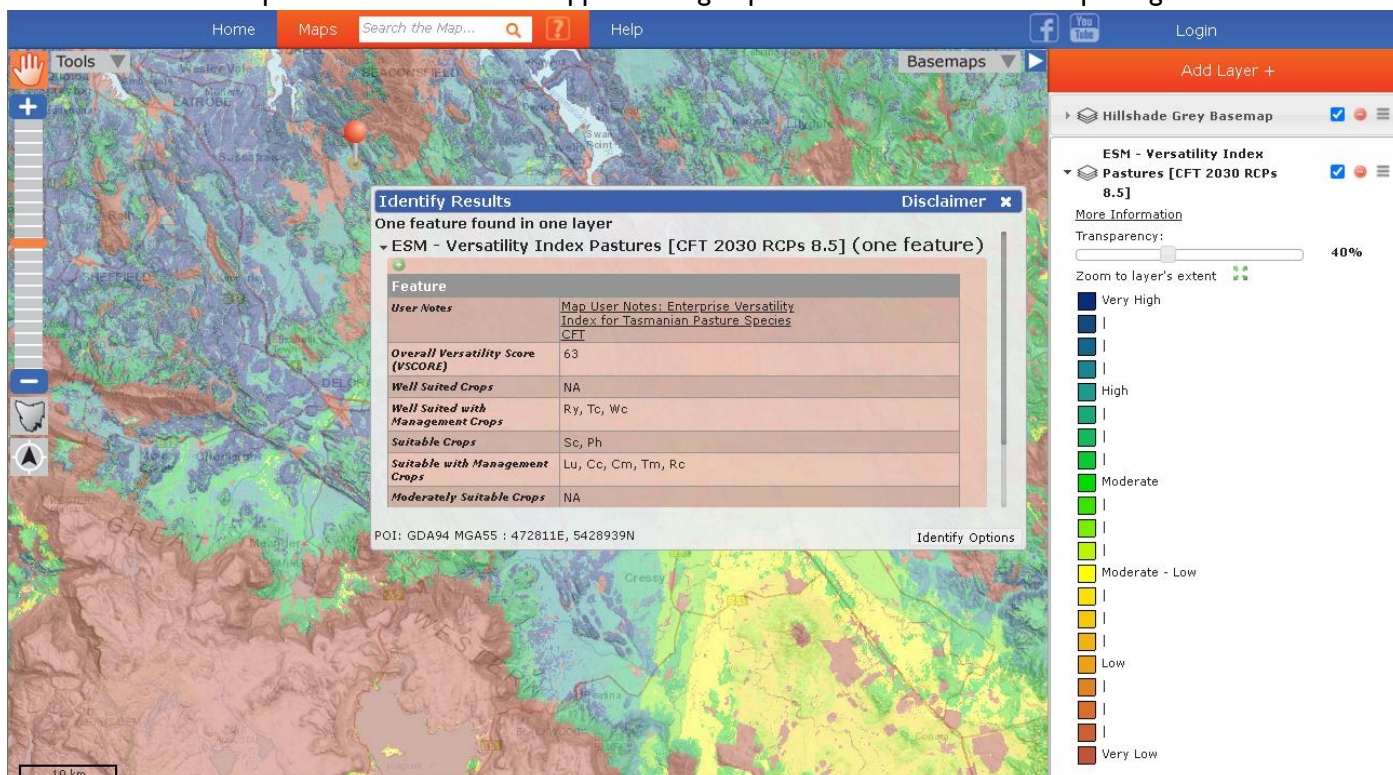 Home
Maps
Search the Map...
?
Help
f
You
Tube
Login
Tools
Basemaps
Add Layer +
Hillshade Grey Basemap
ESM - Versatility Index
Pastures [CFT 2030 RCPs
8.5]
More Information
Transparency:
40%
Zoom to layer's extent
Very High
|
|
|
High
|
|
|
Moderate
|
|
|
Moderate - Low
|
|
|
Low
|
|
|
Very Low
Identify Results
Disclaimer
One feature found in one layer
ESM - Versatility Index Pastures [CFT 2030 RCPs 8.5] (one feature)
Feature
User Notes
Map User Notes: Enterprise Versatility
Index for Tasmanian Pasture Species
CFT
Overall Versatility Score
(VSCORE)
63
Well Suited Crops
NA
Well Suited with
Management Crops
Ry, Tc, Wc
Suitable Crops
Sc, Ph
Suitable with Management
Crops
Lu, Cc, Cm, Tm, Rc
Moderately Suitable Crops
NA
POI: GDA94 MGA55 : 472811E, 5428939N
Identify Options
BEACONSFIELD
LATROBE
Sassafras
SHEFFIELD
Meander
Cressy
10 km